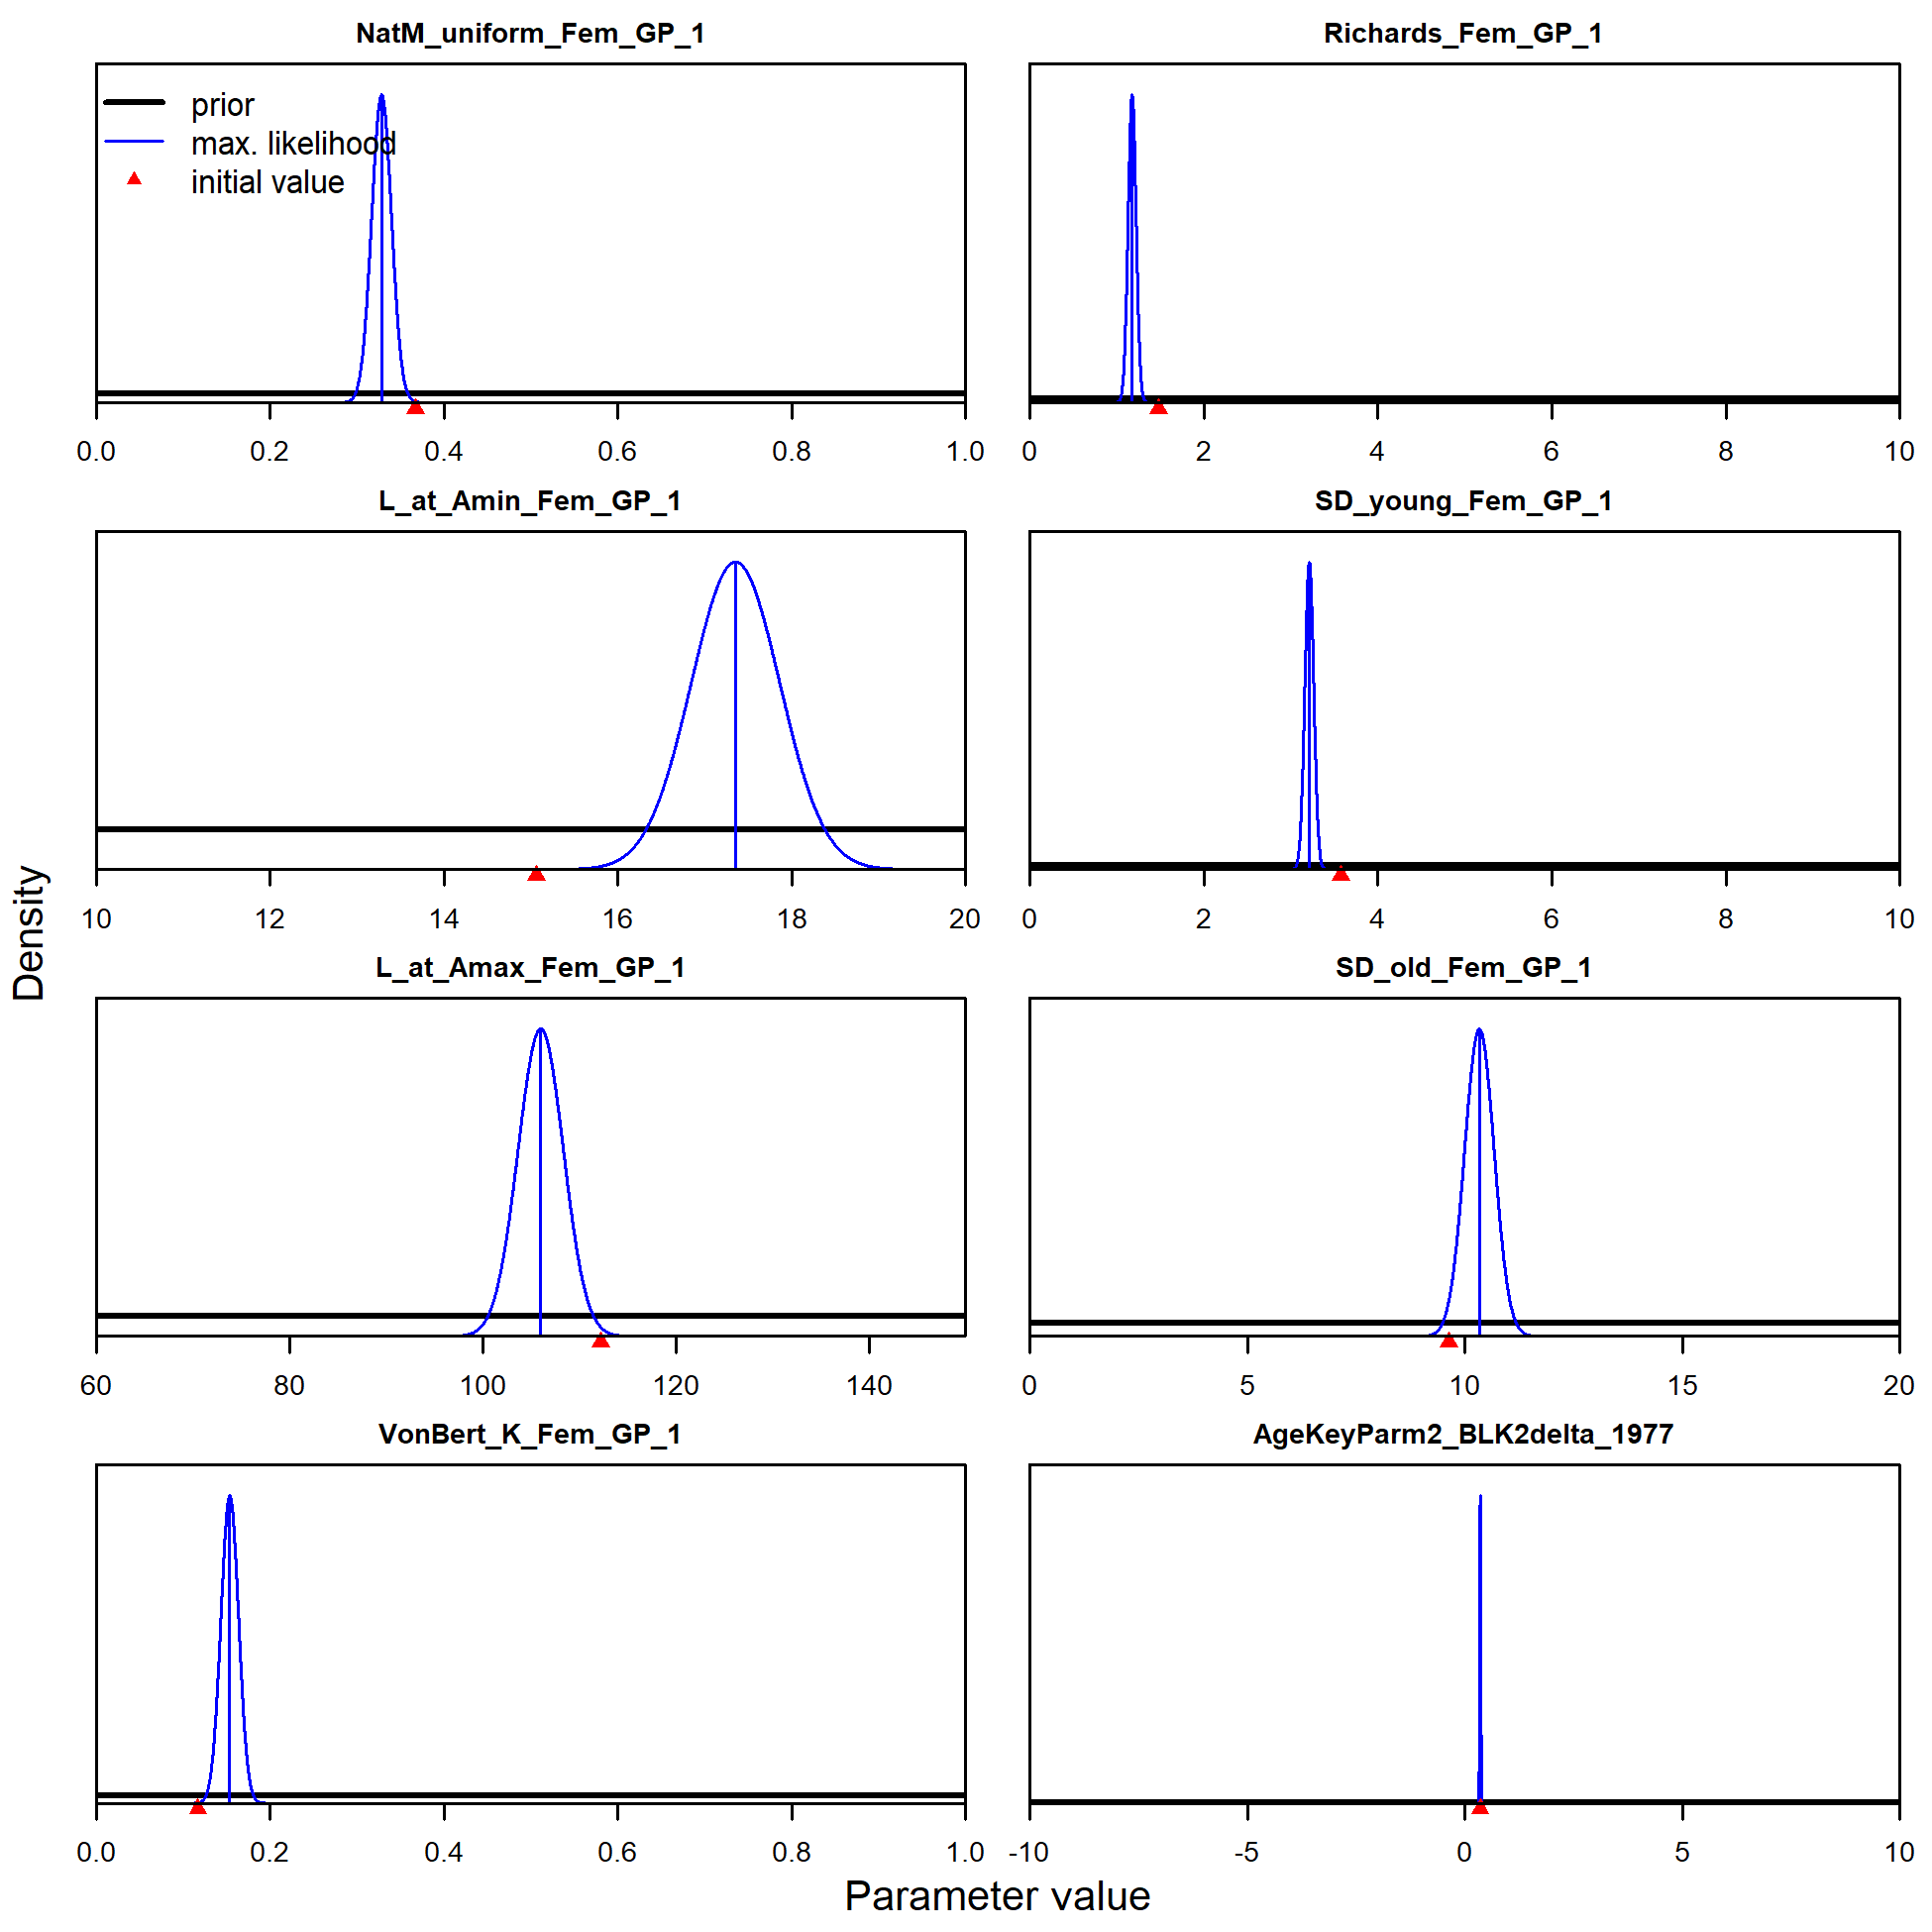 NatM_uniform_Fem_GP_1
prior
max. likelihood
initial value
0.0 0.2 0.4 0.6 0.8 1.0
Richards_Fem_GP_1
0 2 4 6 8 10
L_at_Amin_Fem_GP_1
10 12 14 16 18 20
SD_young_Fem_GP_1
0 2 4 6 8 10
Density
L_at_Amax_Fem_GP_1
60 80 100 120 140
SD_old_Fem_GP_1
0 5 10 15 20
VonBert_K_Fem_GP_1
0.0 0.2 0.4 0.6 0.8 1.0
AgeKeyParm2_BLK2delta_1977
-10 -5 0 5 10
Parameter value